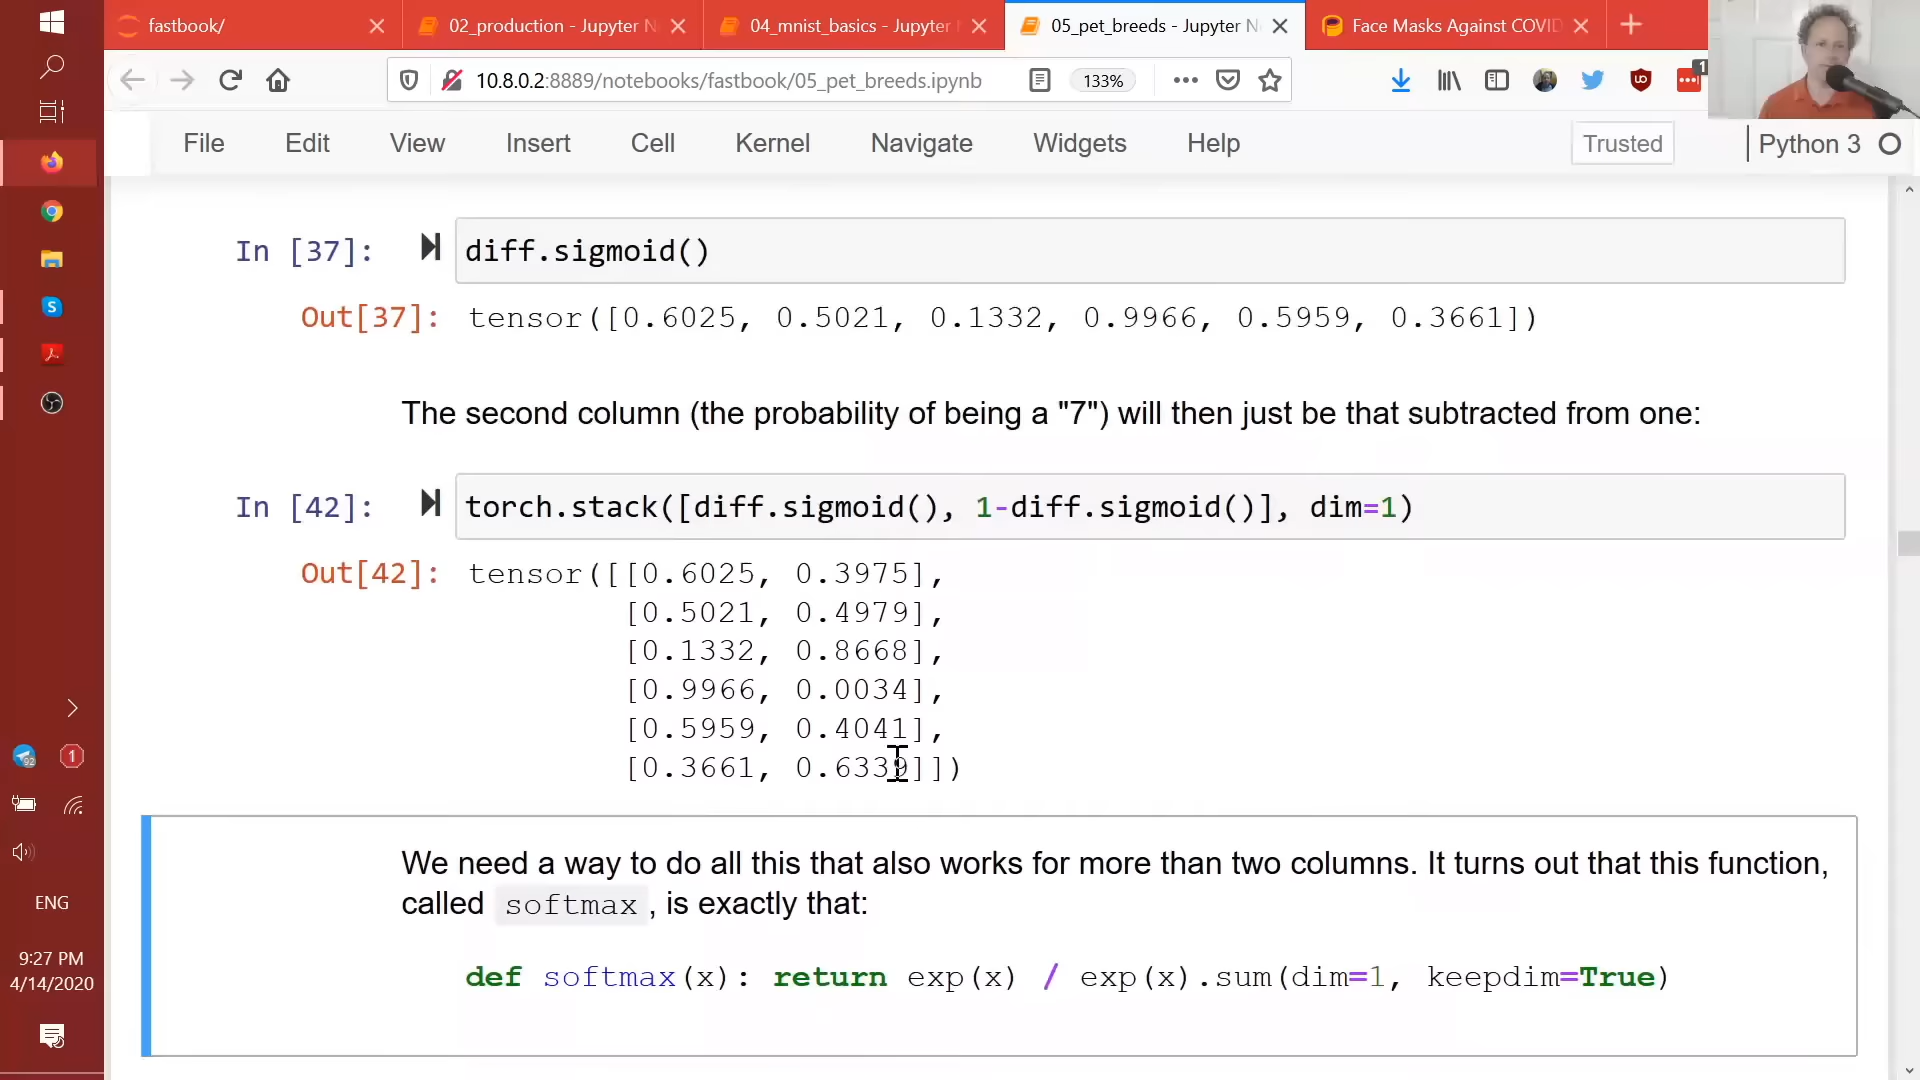 fastbook/
02_production - Jupyter N
04_mnist_basics - Jupyter N
05_pet_breeds - Jupyter N
Face Masks Against COVID
10.8.0.2:8889/notebooks/fastbook/05_pet_breeds.ipynb
133%
1
File Edit View Insert Cell Kernel Navigate Widgets Help
Trusted
Python 3
In [37]: diff.sigmoid()
Out[37]: tensor([0.6025, 0.5021, 0.1332, 0.9966, 0.5959, 0.3661])
The second column (the probability of being a "7") will then just be that subtracted from one:
In [42]: torch.stack([diff.sigmoid(), 1-diff.sigmoid()], dim=1)
Out[42]: tensor([[0.6025, 0.3975],
[0.5021, 0.4979],
[0.1332, 0.8668],
[0.9966, 0.0034],
[0.5959, 0.4041],
[0.3661, 0.6339]])
We need a way to do all this that also works for more than two columns. It turns out that this function,
called softmax , is exactly that:
def softmax(x): return exp(x) / exp(x).sum(dim=1, keepdim=True)
1
ENG
9:27 PM
4/14/2020